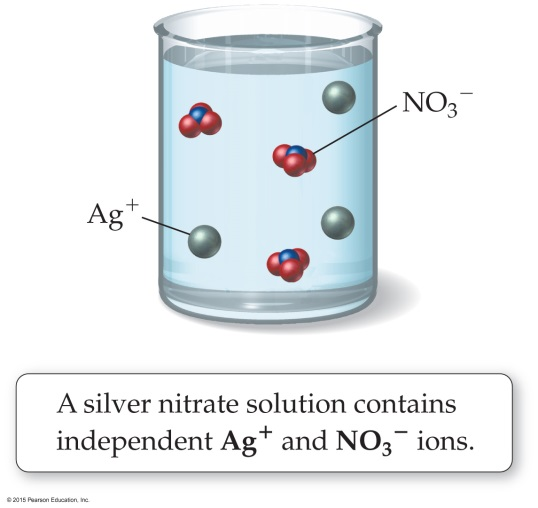 NO₃⁻
Ag⁺
A silver nitrate solution contains
independent Ag⁺ and NO₃⁻ ions.
© 2015 Pearson Education, Inc.